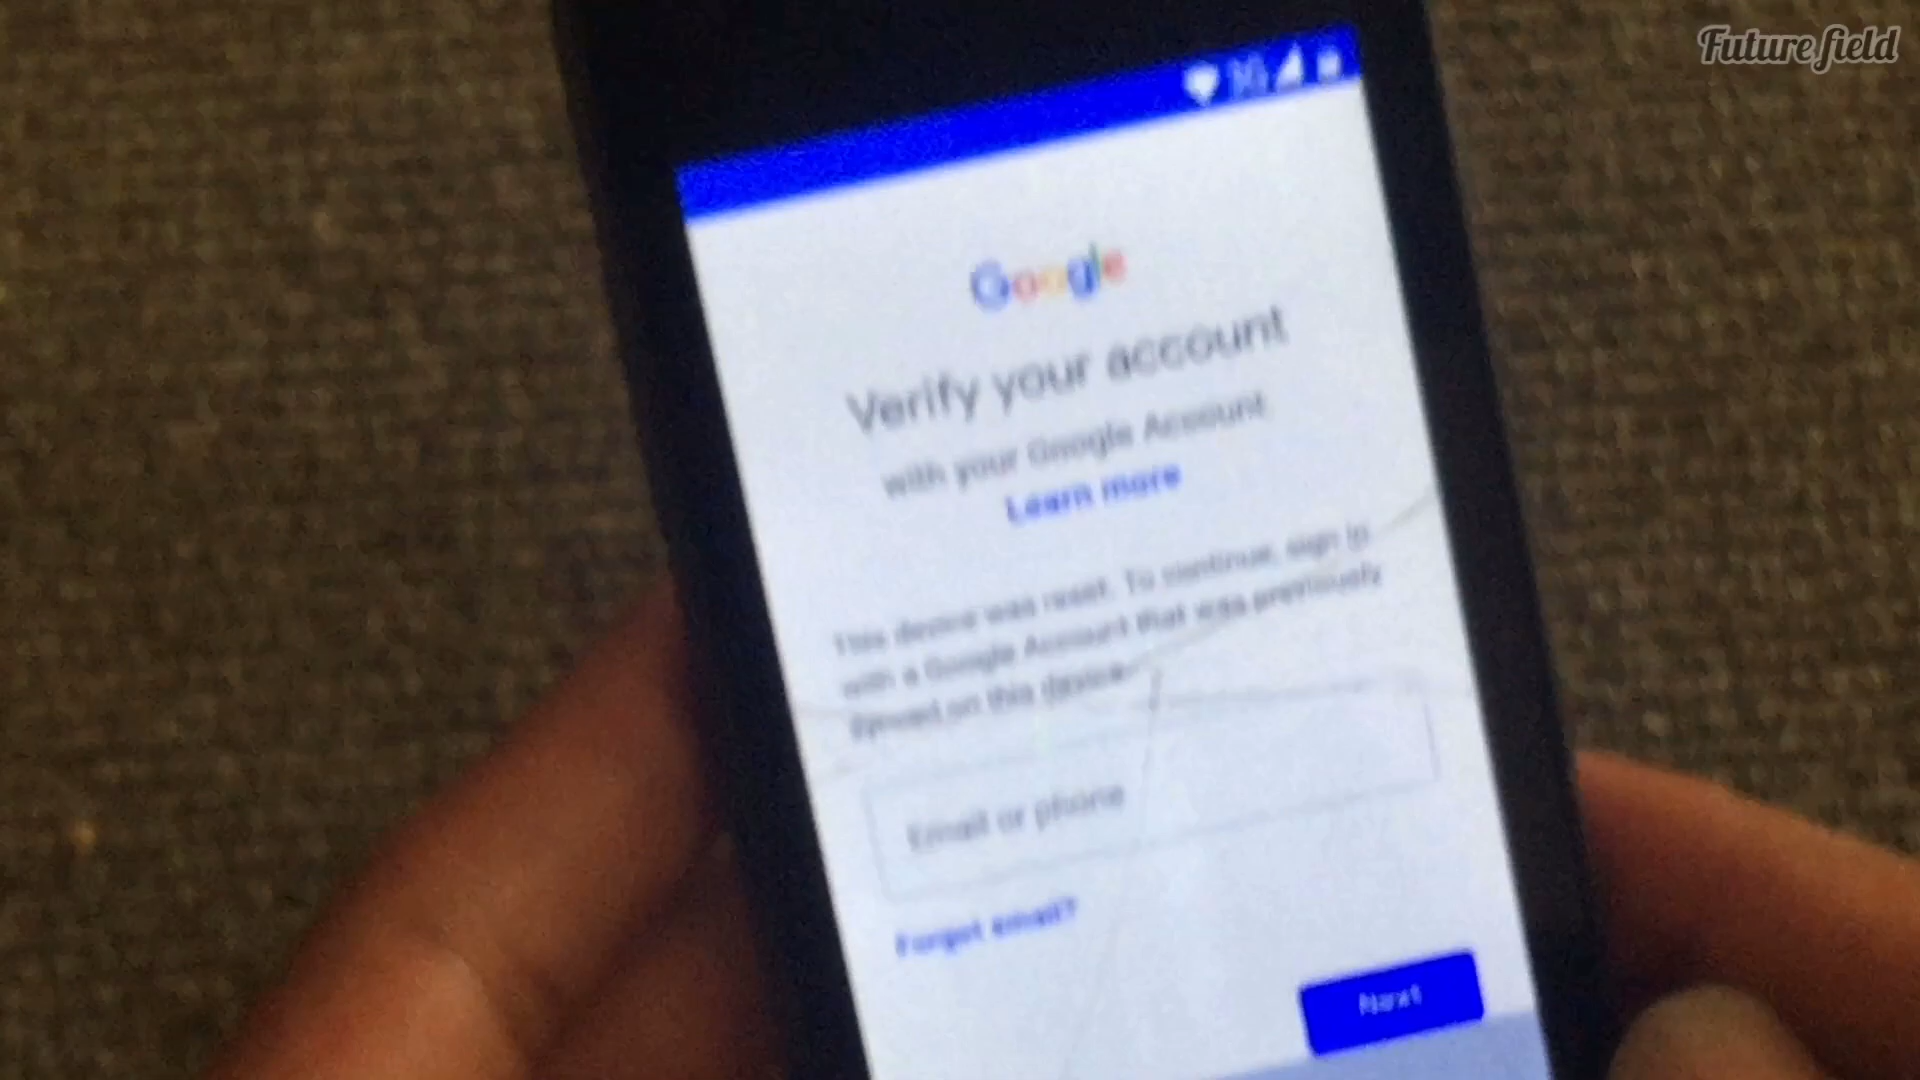 Future field
Google
Verify your account
with your Google Account
Learn more
This device was reset. To continue, sign in
with a Google Account that was previously
synced on this device.
Email or phone
Forgot email?
Next